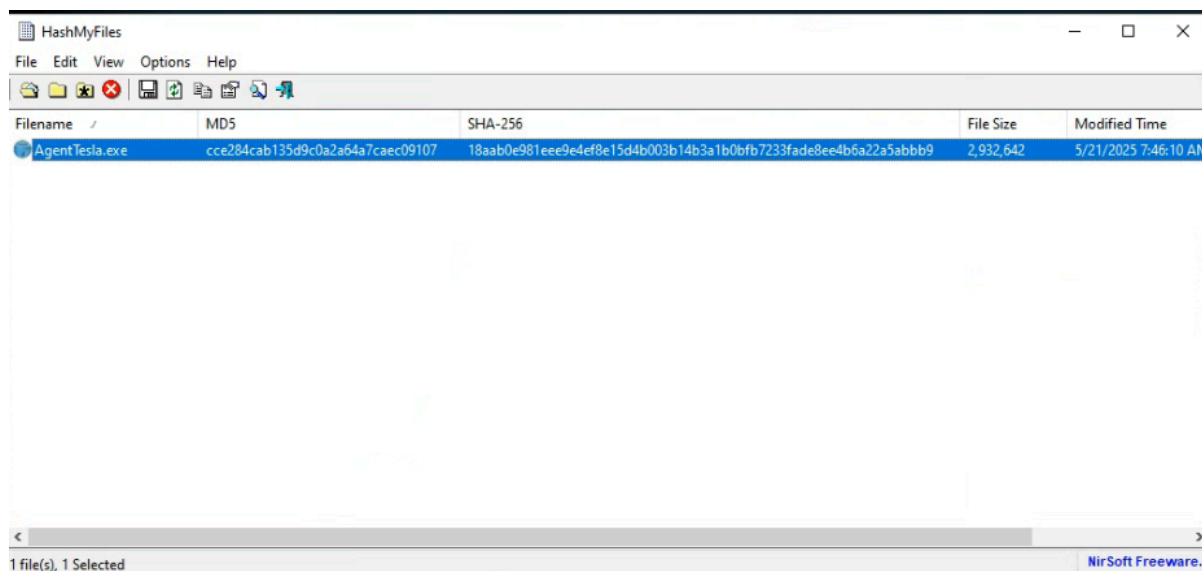 HashMyFiles
File Edit View Options Help
Filename / MD5 SHA-256 File Size Modified Time
AgentTesla.exe cce284cab135d9c0a2a64a7caec09107 18aab0e981eee9e4ef8e15d4b003b14b3a1b0bfb7233fade8ee4b6a22a5abbb9 2,932,642 5/21/2025 7:46:10 AM
1 file(s), 1 Selected NirSoft Freeware.